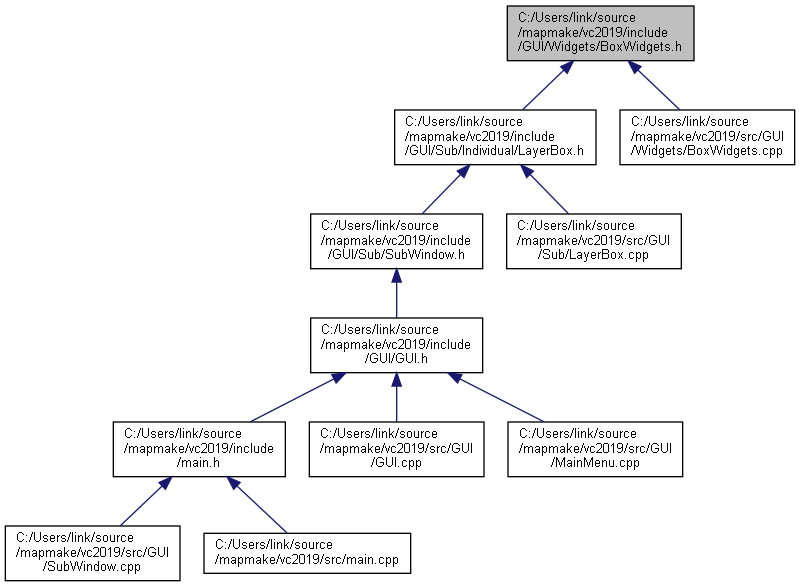 C:/Users/link/source
/mapmake/vc2019/include
/GUI/Widgets/BoxWidgets.h
C:/Users/link/source
/mapmake/vc2019/include
/GUI/Sub/Individual/LayerBox.h
C:/Users/link/source
/mapmake/vc2019/src/GUI
/Widgets/BoxWidgets.cpp
C:/Users/link/source
/mapmake/vc2019/include
/GUI/Sub/SubWindow.h
C:/Users/link/source
/mapmake/vc2019/src/GUI
/Sub/LayerBox.cpp
C:/Users/link/source
/mapmake/vc2019/include
/GUI/GUI.h
C:/Users/link/source
/mapmake/vc2019/include
/main.h
C:/Users/link/source
/mapmake/vc2019/src/GUI
/GUI.cpp
C:/Users/link/source
/mapmake/vc2019/src/GUI
/MainMenu.cpp
C:/Users/link/source
/mapmake/vc2019/src/GUI
/SubWindow.cpp
C:/Users/link/source
/mapmake/vc2019/src/main.cpp